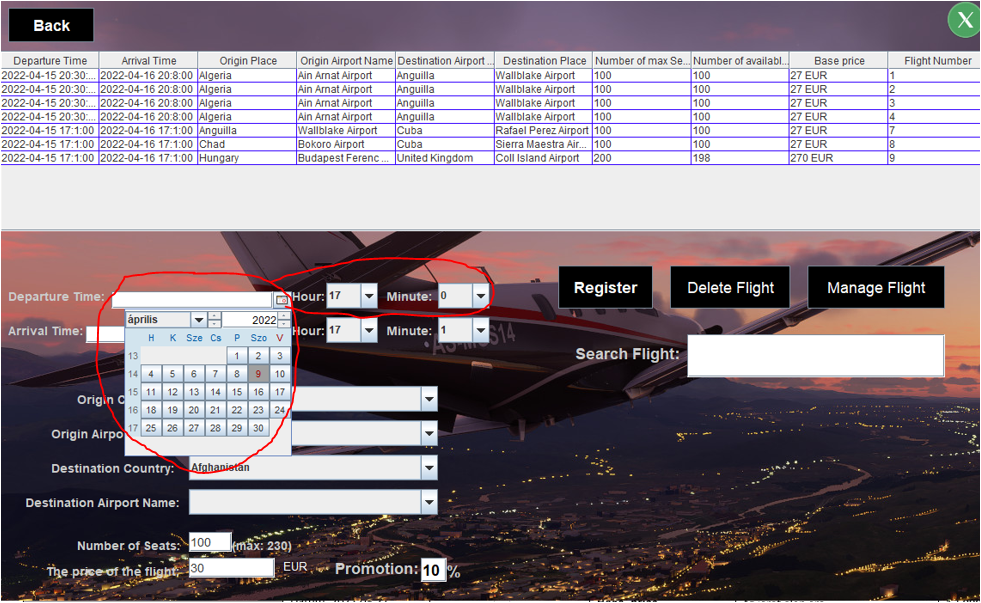 Back
X
Departure Time Arrival Time Origin Place Origin Airport Name Destination Airport ... Destination Place Number of max Se... Number of availabl... Base price Flight Number
2022-04-15 20:30:... 2022-04-16 20:8:00 Algeria Ain Arnat Airport Anguilla Wallblake Airport 100 100 27 EUR 1
2022-04-15 20:30:... 2022-04-16 20:8:00 Algeria Ain Arnat Airport Anguilla Wallblake Airport 100 100 27 EUR 2
2022-04-15 20:30:... 2022-04-16 20:8:00 Algeria Ain Arnat Airport Anguilla Wallblake Airport 100 100 27 EUR 3
2022-04-15 20:30:... 2022-04-16 20:8:00 Algeria Ain Arnat Airport Anguilla Wallblake Airport 100 100 27 EUR 4
2022-04-15 17:1:00 2022-04-16 17:1:00 Anguilla Wallblake Airport Cuba Rafael Perez Airport 100 100 27 EUR 7
2022-04-15 17:1:00 2022-04-16 17:1:00 Chad Bokoro Airport Cuba Sierra Maestra Air... 100 100 27 EUR 8
2022-04-15 17:1:00 2022-04-16 17:1:00 Hungary Budapest Ferenc ... United Kingdom Coll Island Airport 200 198 270 EUR 9
Departure Time: Hour: 17 Minute: 0
Register Delete Flight Manage Flight
Arrival Time: Hour: 17 Minute: 1
Search Flight:
április 2022
H K Sze Cs P Szo V
13 1 2 3
14 4 5 6 7 8 9 10
15 11 12 13 14 15 16 17
16 18 19 20 21 22 23 24
17 25 26 27 28 29 30
Origin C
Origin Airpo
Destination Country: Afghanistan
Destination Airport Name:
Number of Seats: 100 (max: 230)
The price of the flight: 30 EUR Promotion: 10 %